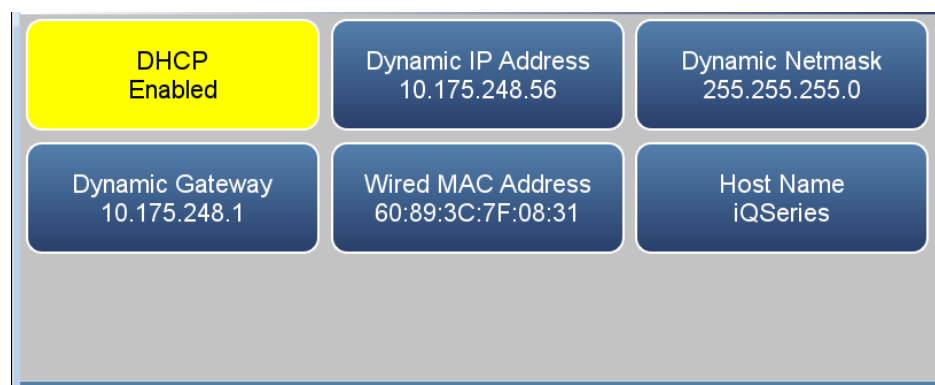 DHCP
Enabled
Dynamic IP Address
10.175.248.56
Dynamic Netmask
255.255.255.0
Dynamic Gateway
10.175.248.1
Wired MAC Address
60:89:3C:7F:08:31
Host Name
iQSeries